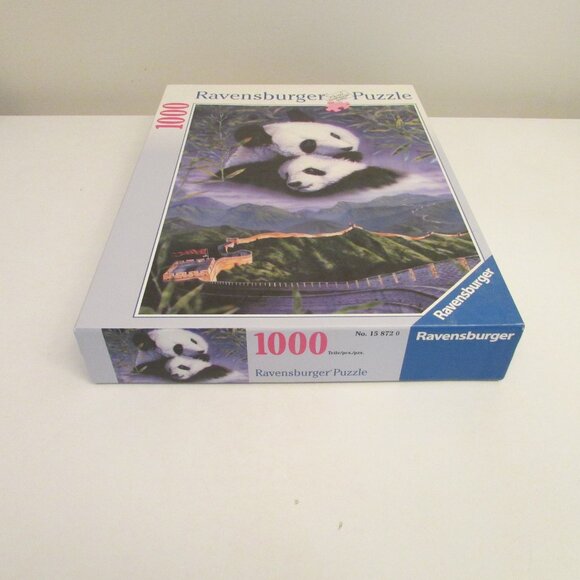 Ravensburger Puzzle
1000
Ravensburger
1000
Teile/pcs./pzs.
No. 15 872 0
Ravensburger® Puzzle
Ravensburger